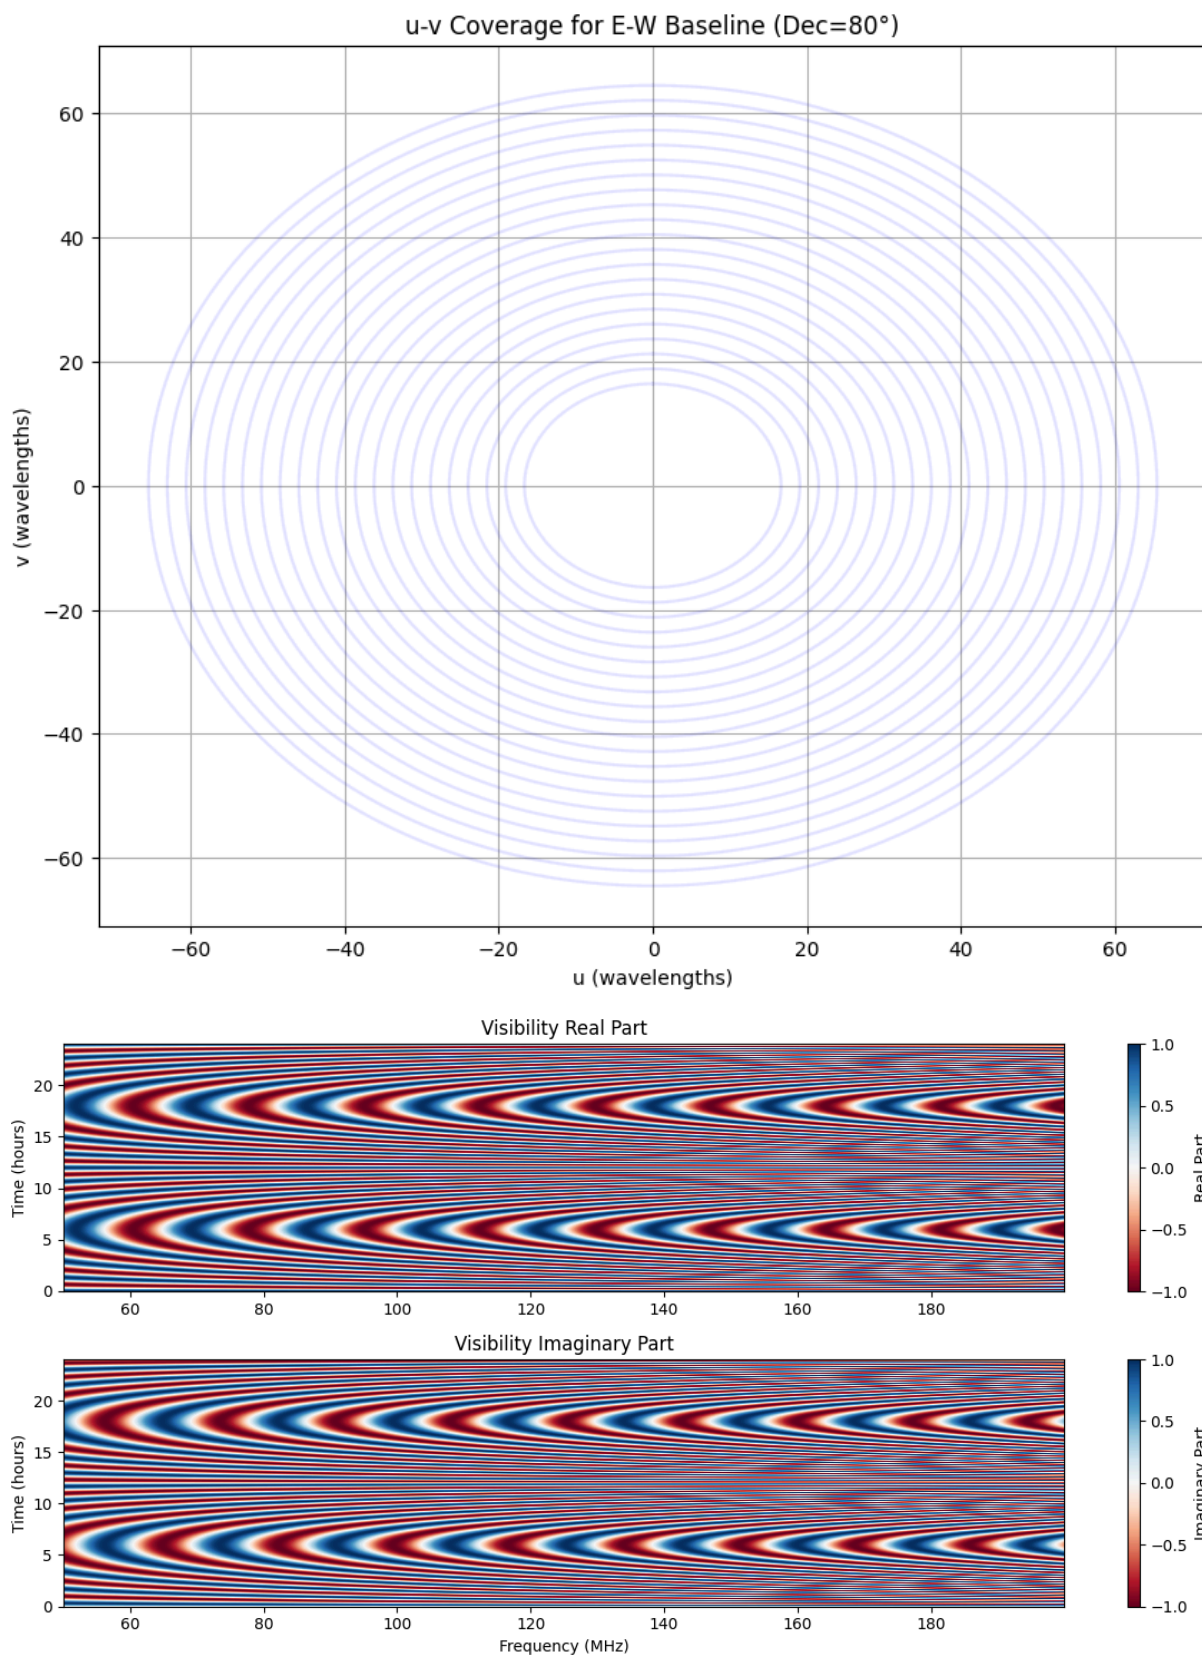 u-v Coverage for E-W Baseline (Dec=80°)
60
40
20
0
−20
−40
−60
v (wavelengths)
−60 −40 −20 0 20 40 60
u (wavelengths)
Visibility Real Part
20
15
10
5
0
Time (hours)
60 80 100 120 140 160 180
1.0
0.5
0.0
−0.5
−1.0
Real Part
Visibility Imaginary Part
20
15
10
5
0
Time (hours)
60 80 100 120 140 160 180
Frequency (MHz)
1.0
0.5
0.0
−0.5
−1.0
Imaginary Part